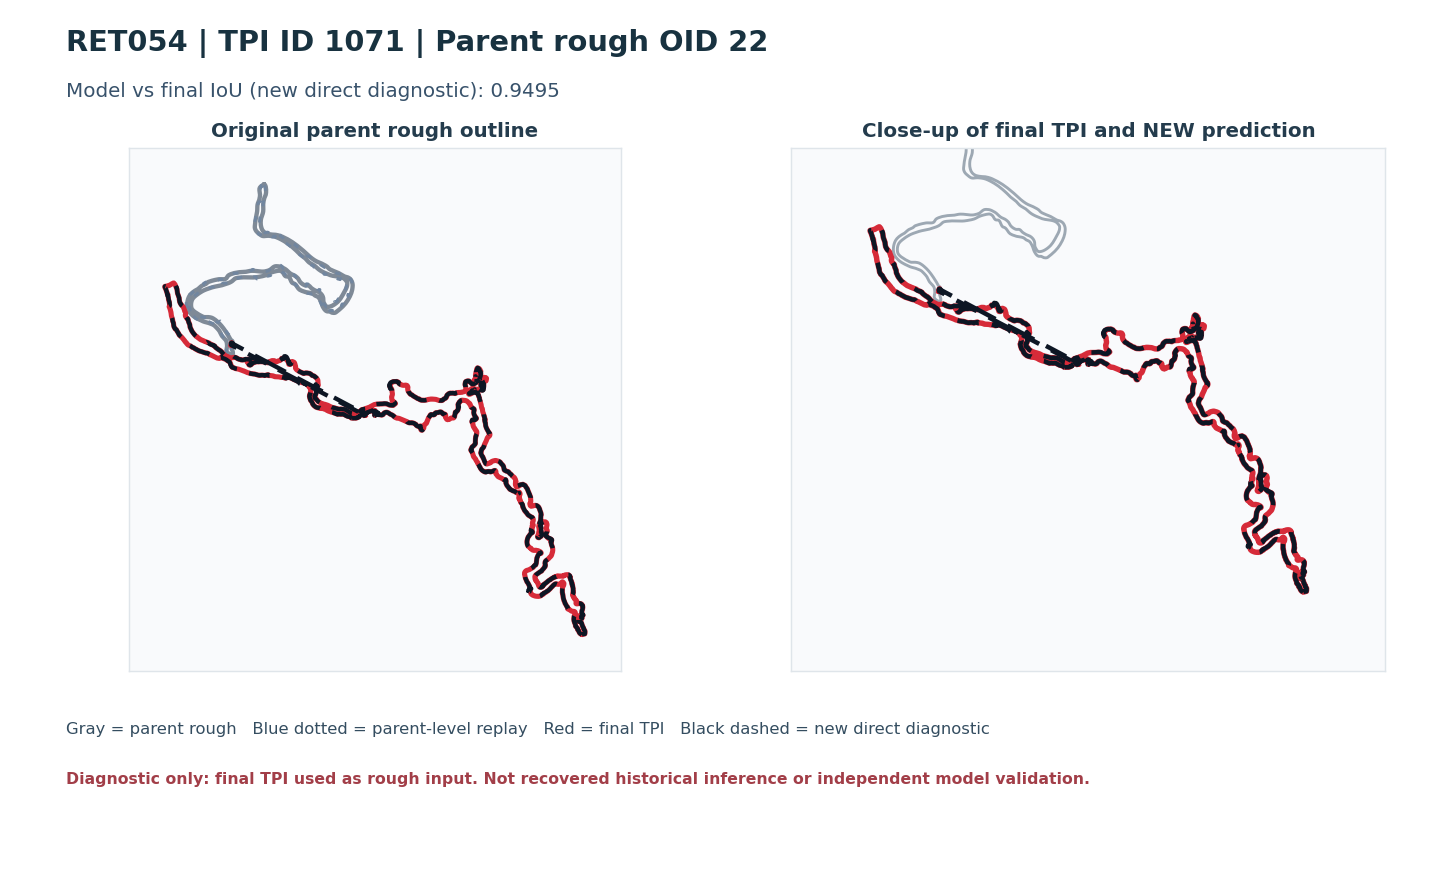 RET054 | TPI ID 1071 | Parent rough OID 22
Model vs final IoU (new direct diagnostic): 0.9495
Original parent rough outline
Close-up of final TPI and NEW prediction
Gray = parent rough   Blue dotted = parent-level replay   Red = final TPI   Black dashed = new direct diagnostic
Diagnostic only: final TPI used as rough input. Not recovered historical inference or independent model validation.